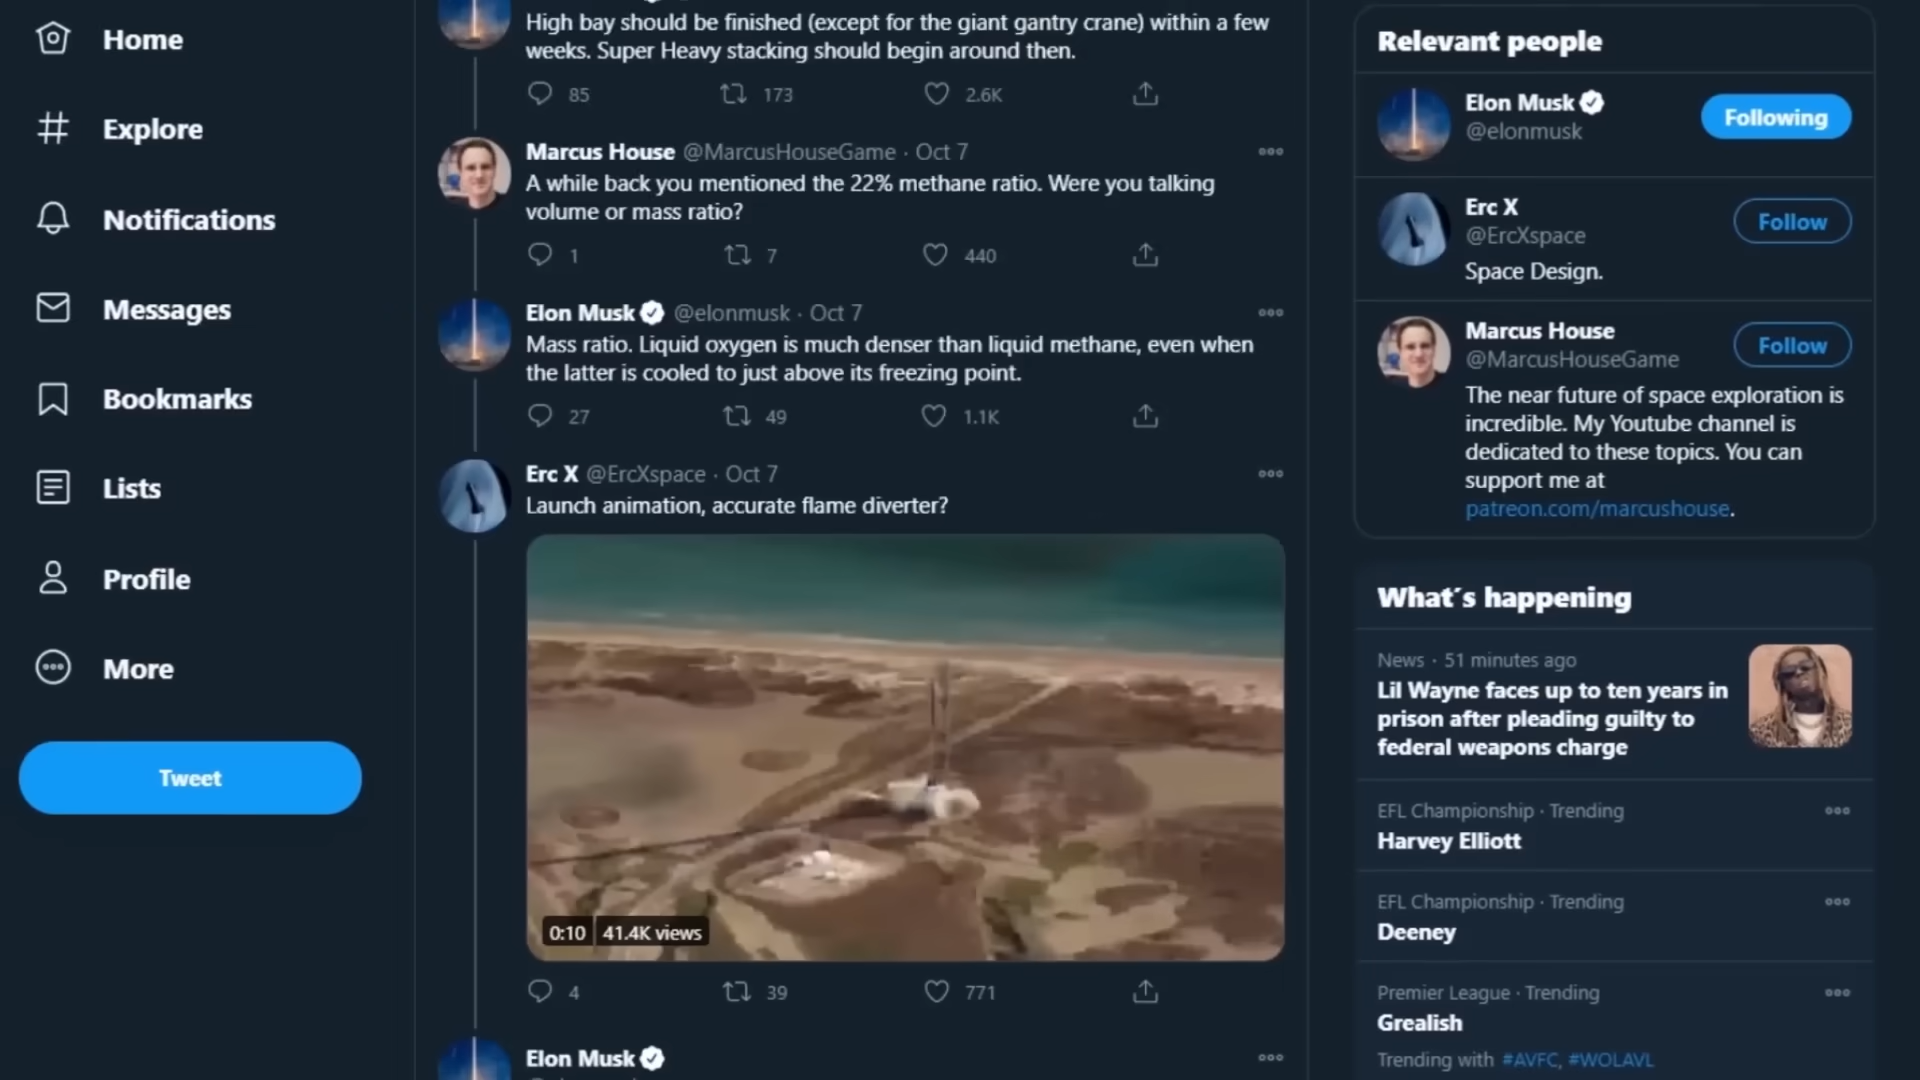 Home
Explore
Notifications
Messages
Bookmarks
Lists
Profile
More
Tweet
High bay should be finished (except for the giant gantry crane) within a few
weeks. Super Heavy stacking should begin around then.
85 173 2.6K
Marcus House @MarcusHouseGame · Oct 7
A while back you mentioned the 22% methane ratio. Were you talking
volume or mass ratio?
1 7 440
Elon Musk @elonmusk · Oct 7
Mass ratio. Liquid oxygen is much denser than liquid methane, even when
the latter is cooled to just above its freezing point.
27 49 1.1K
Erc X @ErcXspace · Oct 7
Launch animation, accurate flame diverter?
0:10 41.4K views
4 39 771
Elon Musk
Relevant people
Elon Musk
@elonmusk
Following
Erc X
@ErcXspace
Follow
Space Design.
Marcus House
@MarcusHouseGame
Follow
The near future of space exploration is
incredible. My Youtube channel is
dedicated to these topics. You can
support me at
patreon.com/marcushouse.
What's happening
News · 51 minutes ago
Lil Wayne faces up to ten years in
prison after pleading guilty to
federal weapons charge
EFL Championship · Trending
Harvey Elliott
EFL Championship · Trending
Deeney
Premier League · Trending
Grealish
Trending with #AVFC, #WOLAVL